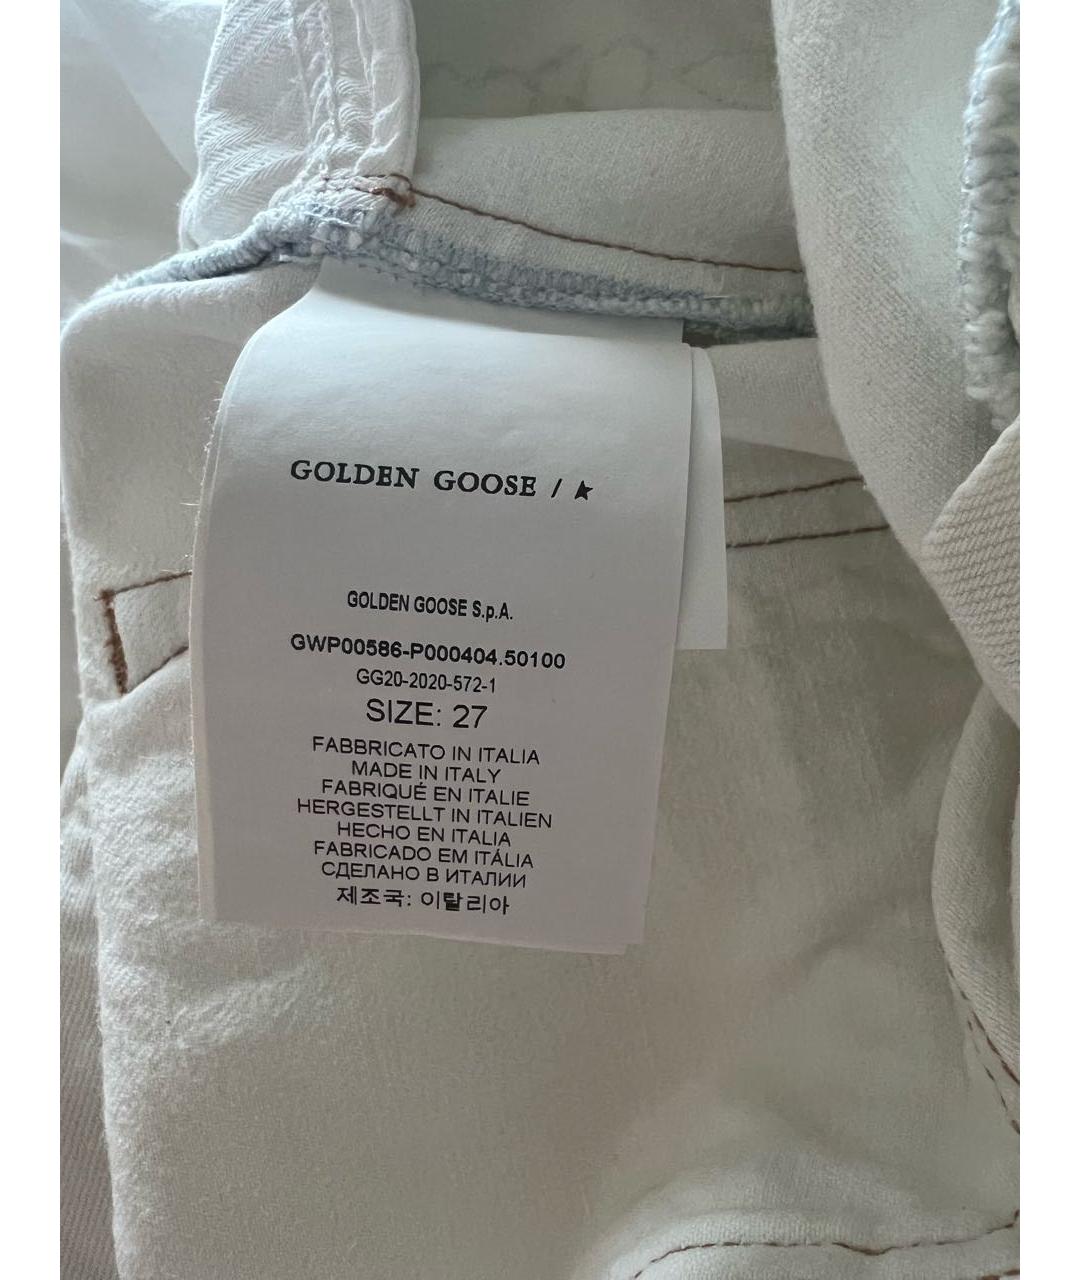 GOLDEN GOOSE / ★
GOLDEN GOOSE S.p.A.
GWP00586-P000404.50100
GG20-2020-572-1
SIZE: 27
FABBRICATO IN ITALIA
MADE IN ITALY
FABRIQUÉ EN ITALIE
HERGESTELLT IN ITALIEN
HECHO EN ITALIA
FABRICADO EM ITÁLIA
СДЕЛАНО В ИТАЛИИ
제조국: 이탈리아